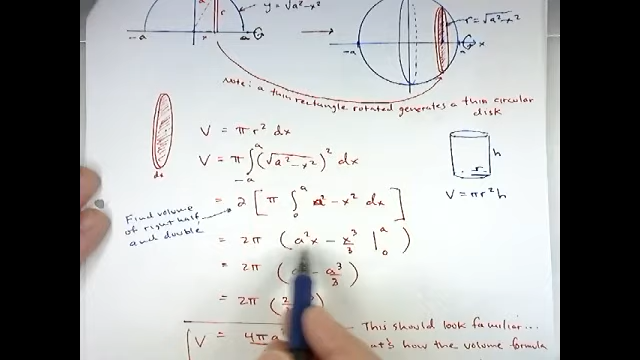 y = √a²-x²
r = √a²-x²
a
r
-a
x
a
-a
a
x
Note: a thin rectangle rotated generates a thin circular
disk
V = πr² dx
dx
V = π ∫ -a a (√a²-x²)² dx
= 2 [ π ∫ 0 a a² - x² dx ]
r
h
V = πr²h
Find volume
of right half
and double
= 2π ( a²x - x³/3 | a 0 )
= 2π ( - a³/3 )
= 2π (
V = 4πa
This should look familiar...
how the volume formula